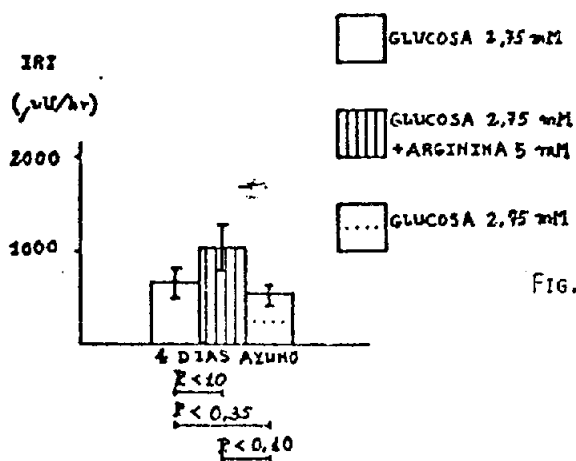 IRI
(µU/hr)
2000
1000
GLUCOSA 2,75 mM
GLUCOSA 2,75 mM
+ARGININA 5 mM
GLUCOSA 2,75 mM
FIG.
4 DIAS AYUNO
P < 10
P < 0,35
P < 0,10